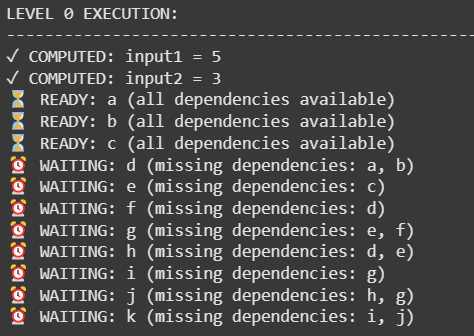 LEVEL 0 EXECUTION:
--------------------------------------------------
✓ COMPUTED: input1 = 5
✓ COMPUTED: input2 = 3
⏳ READY: a (all dependencies available)
⏳ READY: b (all dependencies available)
⏳ READY: c (all dependencies available)
⏰ WAITING: d (missing dependencies: a, b)
⏰ WAITING: e (missing dependencies: c)
⏰ WAITING: f (missing dependencies: d)
⏰ WAITING: g (missing dependencies: e, f)
⏰ WAITING: h (missing dependencies: d, e)
⏰ WAITING: i (missing dependencies: g)
⏰ WAITING: j (missing dependencies: h, g)
⏰ WAITING: k (missing dependencies: i, j)